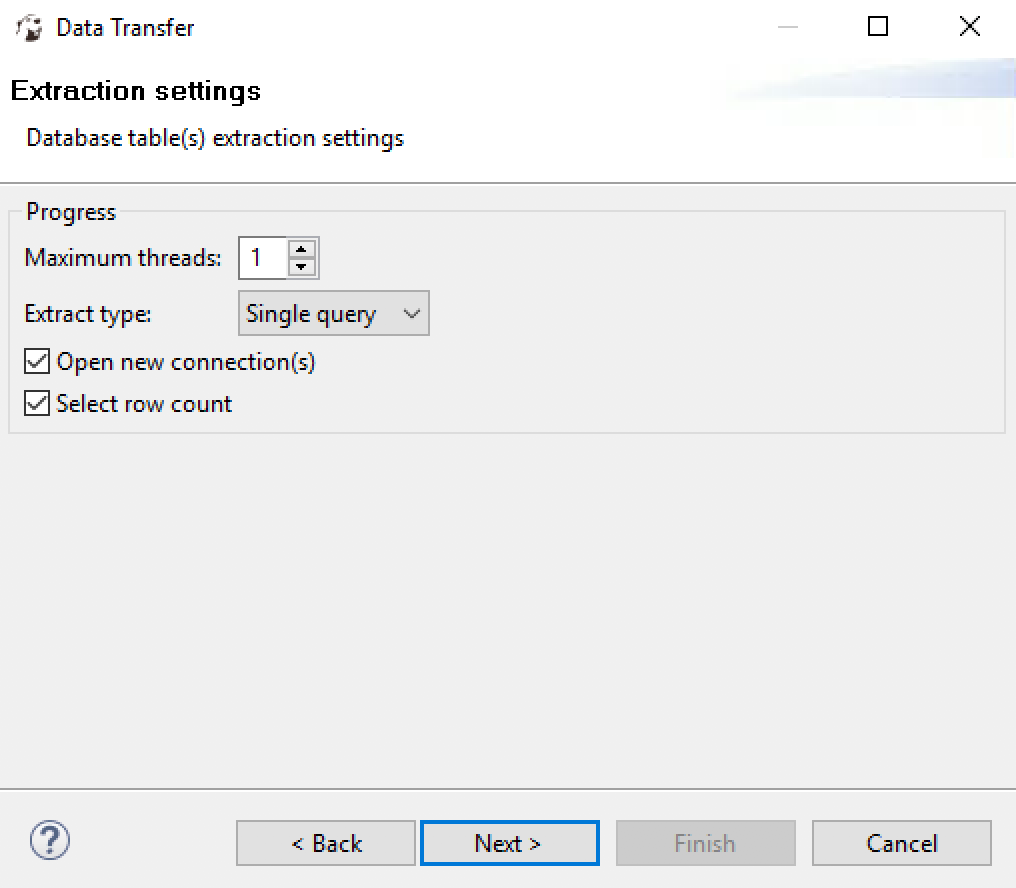 Data Transfer
Extraction settings
Database table(s) extraction settings
Progress
Maximum threads: 1
Extract type: Single query
Open new connection(s)
Select row count
? < Back Next > Finish Cancel